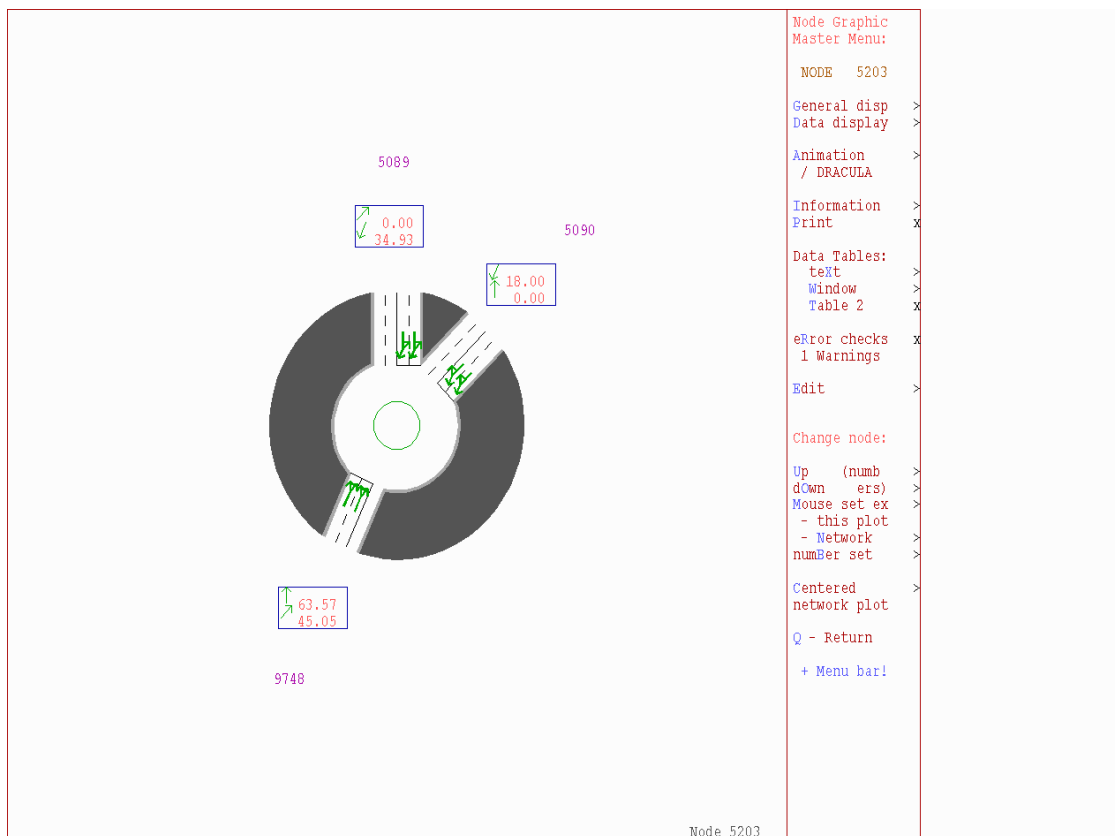 5089
0.00
34.93
5090
18.00
0.00
63.57
45.05
9748
Node 5203
Node Graphic
Master Menu:
NODE 5203
General disp >
Data display >
Animation >
/ DRACULA
Information >
Print x
Data Tables:
teXt >
Window >
Table 2 x
eRror checks x
1 Warnings
Edit >
Change node:
Up (numb >
dOwn ers) >
Mouse set ex >
- this plot
- Network >
numBer set >
Centered >
network plot
Q - Return
+ Menu bar!